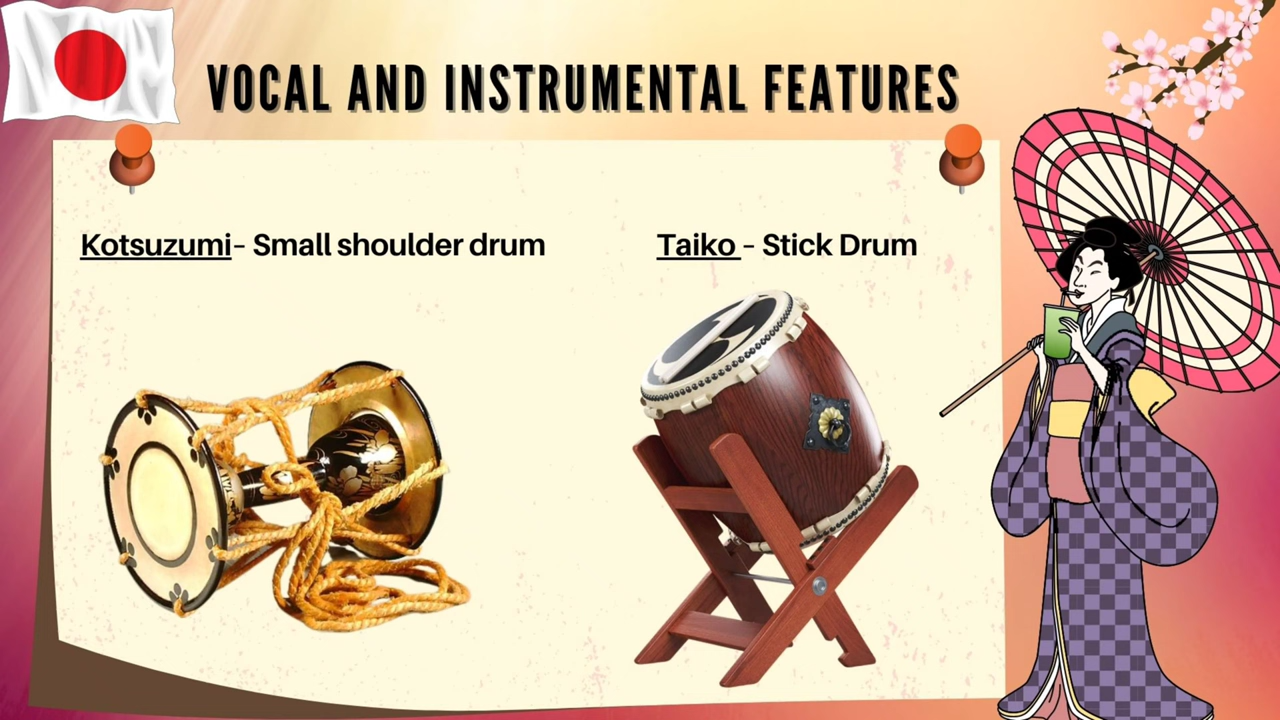 VOCAL AND INSTRUMENTAL FEATURES
Kotsuzumi– Small shoulder drum
Taiko – Stick Drum